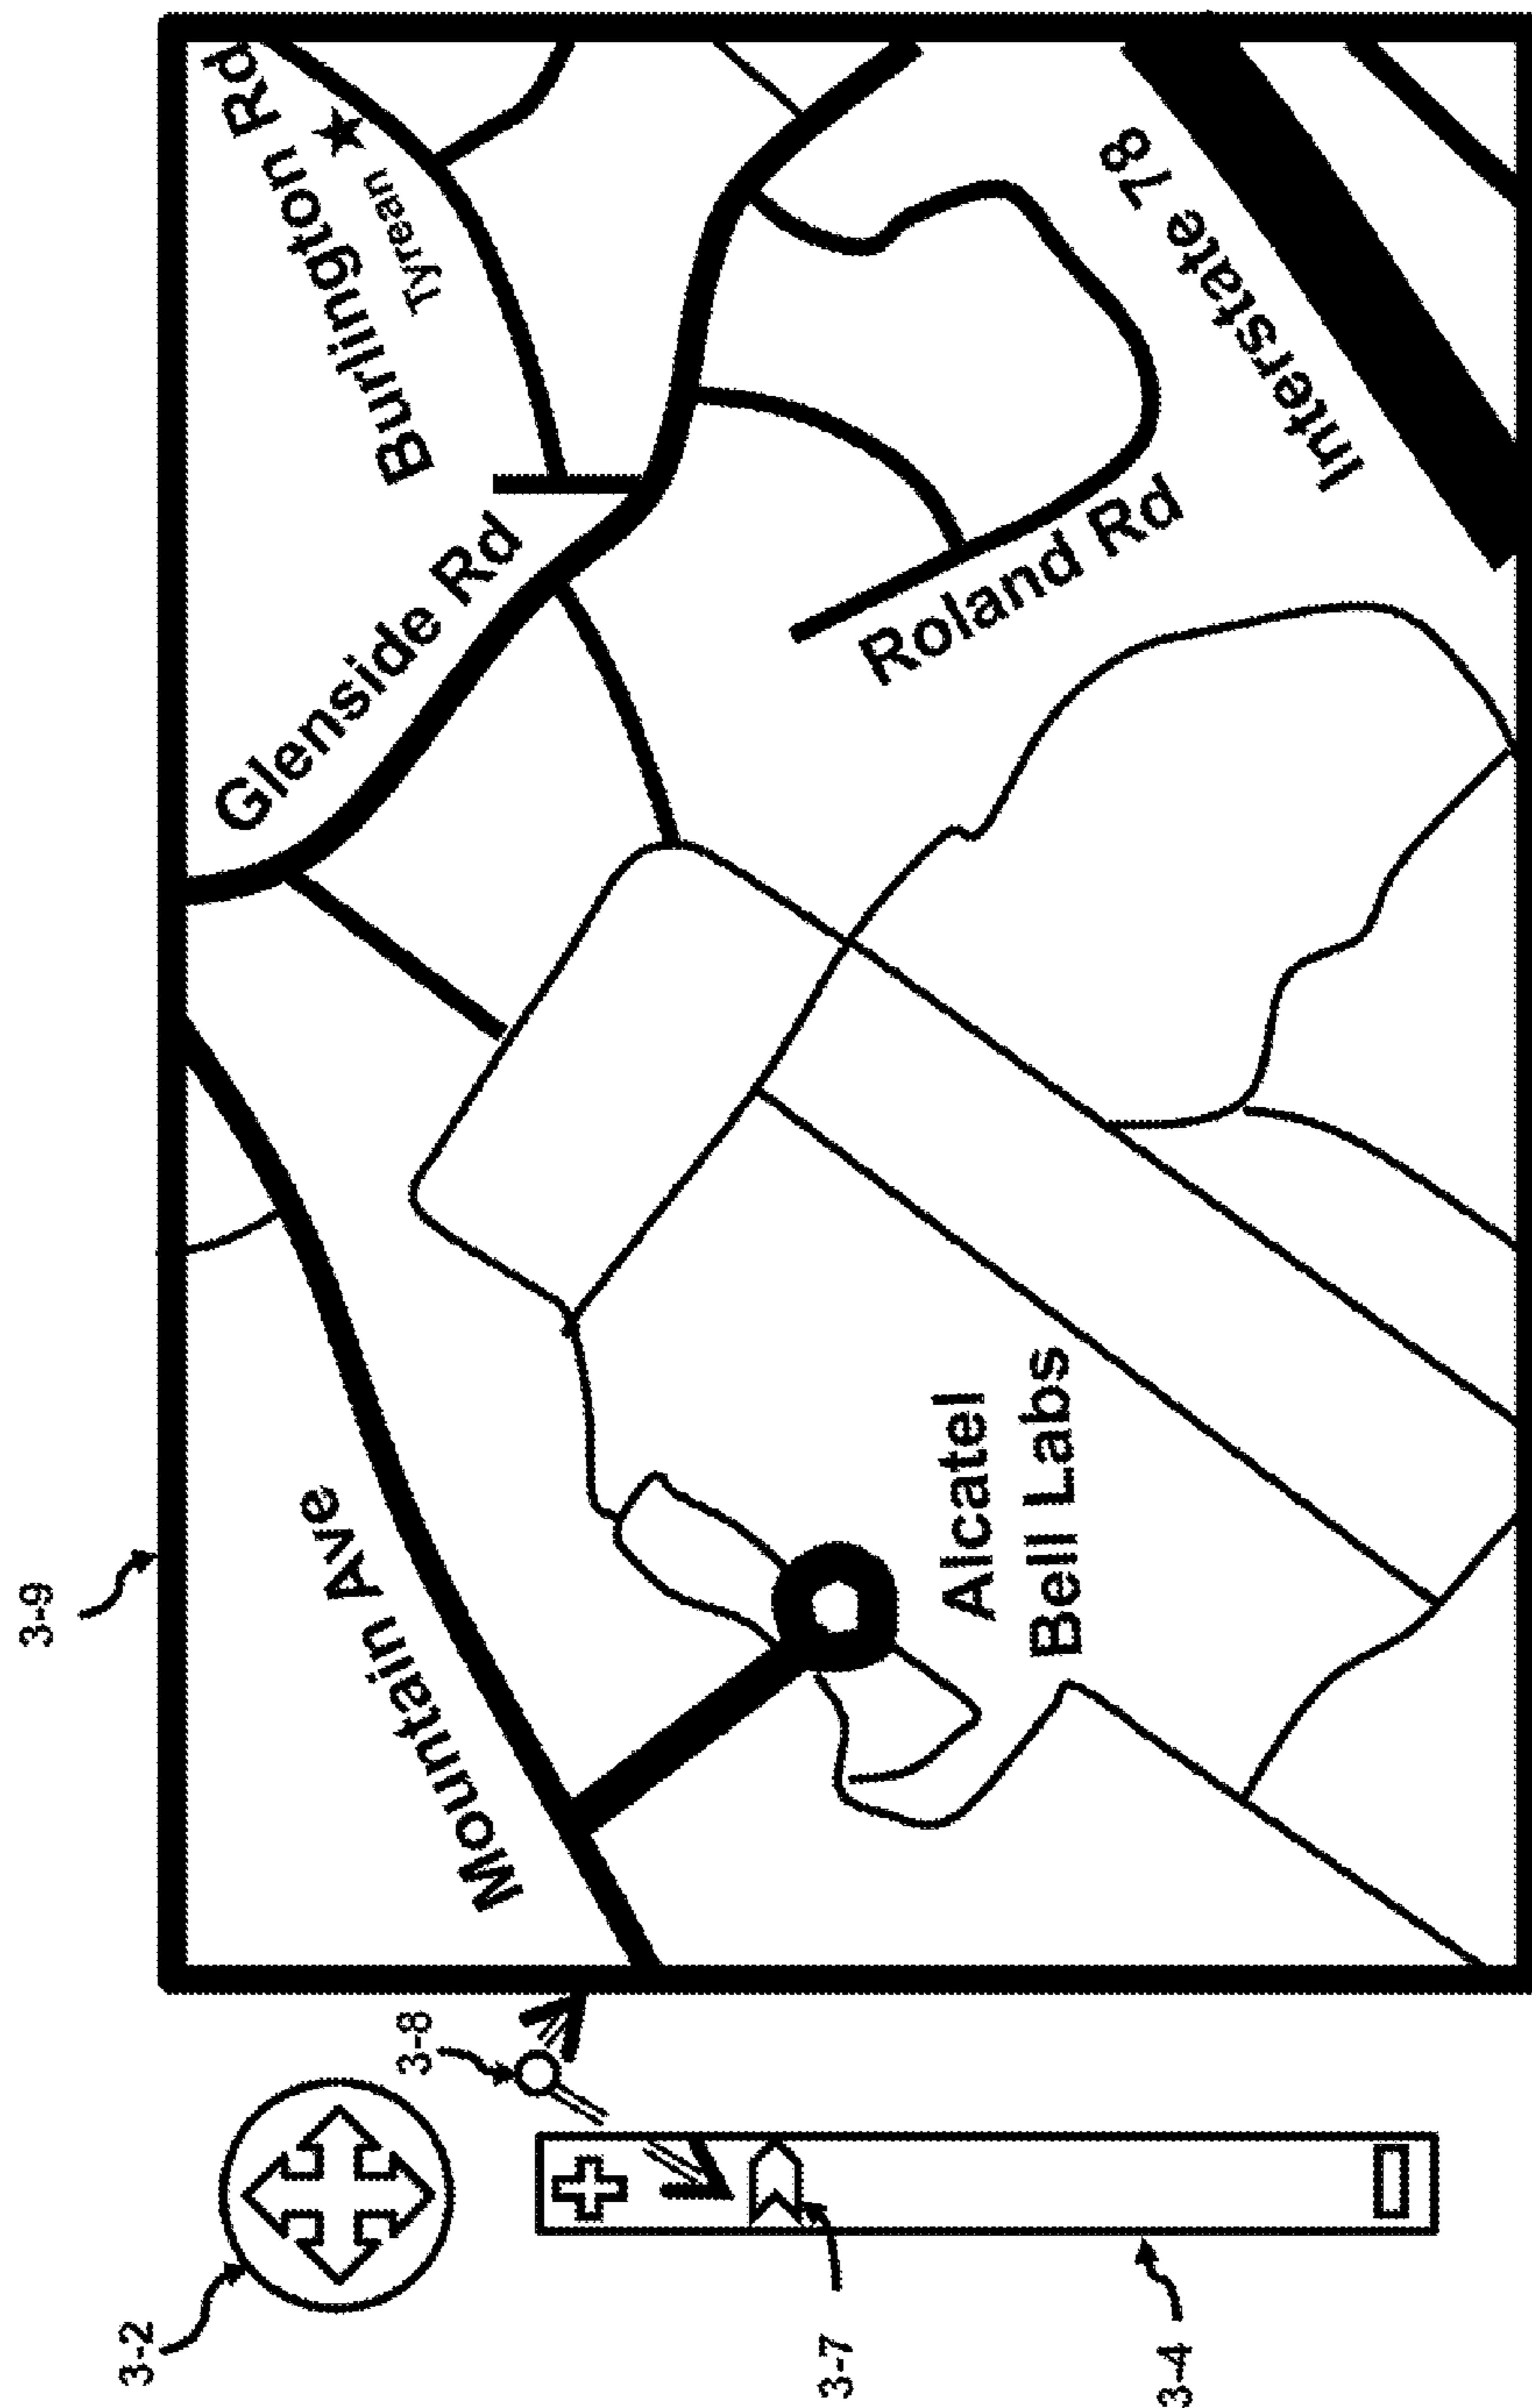 3-9
3-2
3-8
3-7
3-4
Mountain Ave
Glenside Rd
Burlington Rd
Tyrean
Roland Rd
Interstate 78
Alcatel
Bell Labs